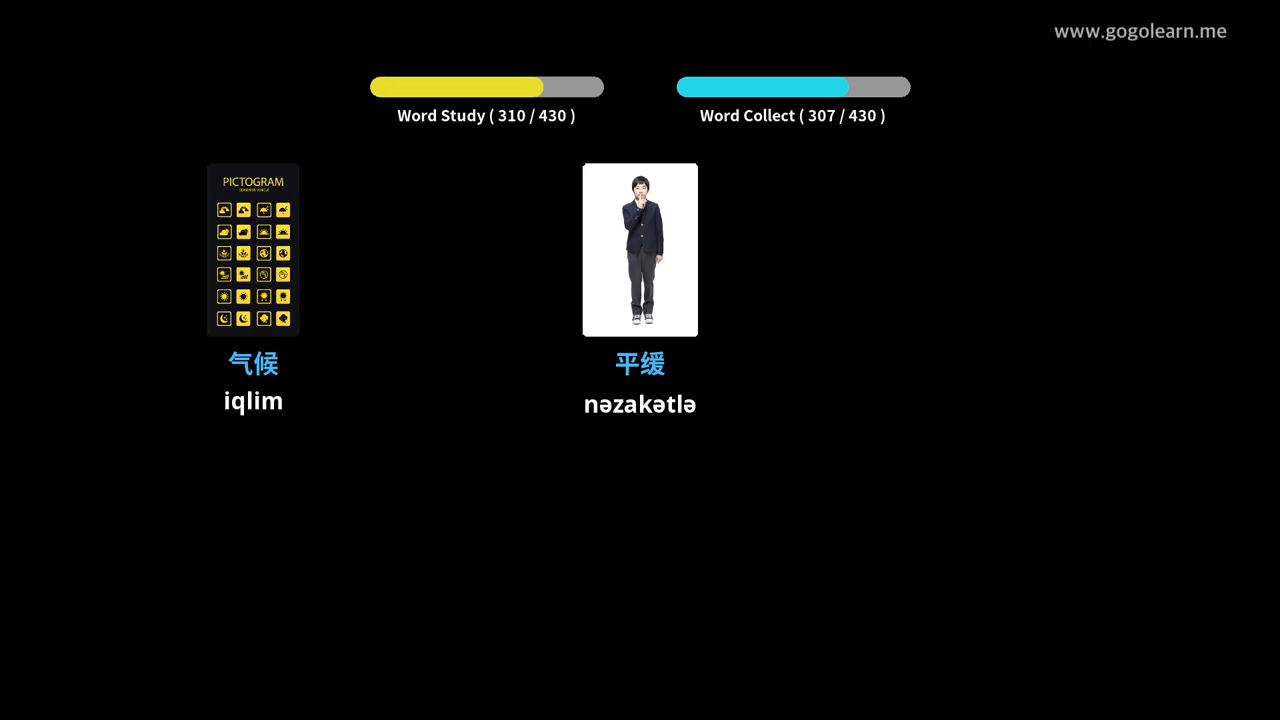 www.gogolearn.me
Word Study ( 310 / 430 )
Word Collect ( 307 / 430 )
PICTOGRAM
气候
iqlim
平缓
nəzakətlə